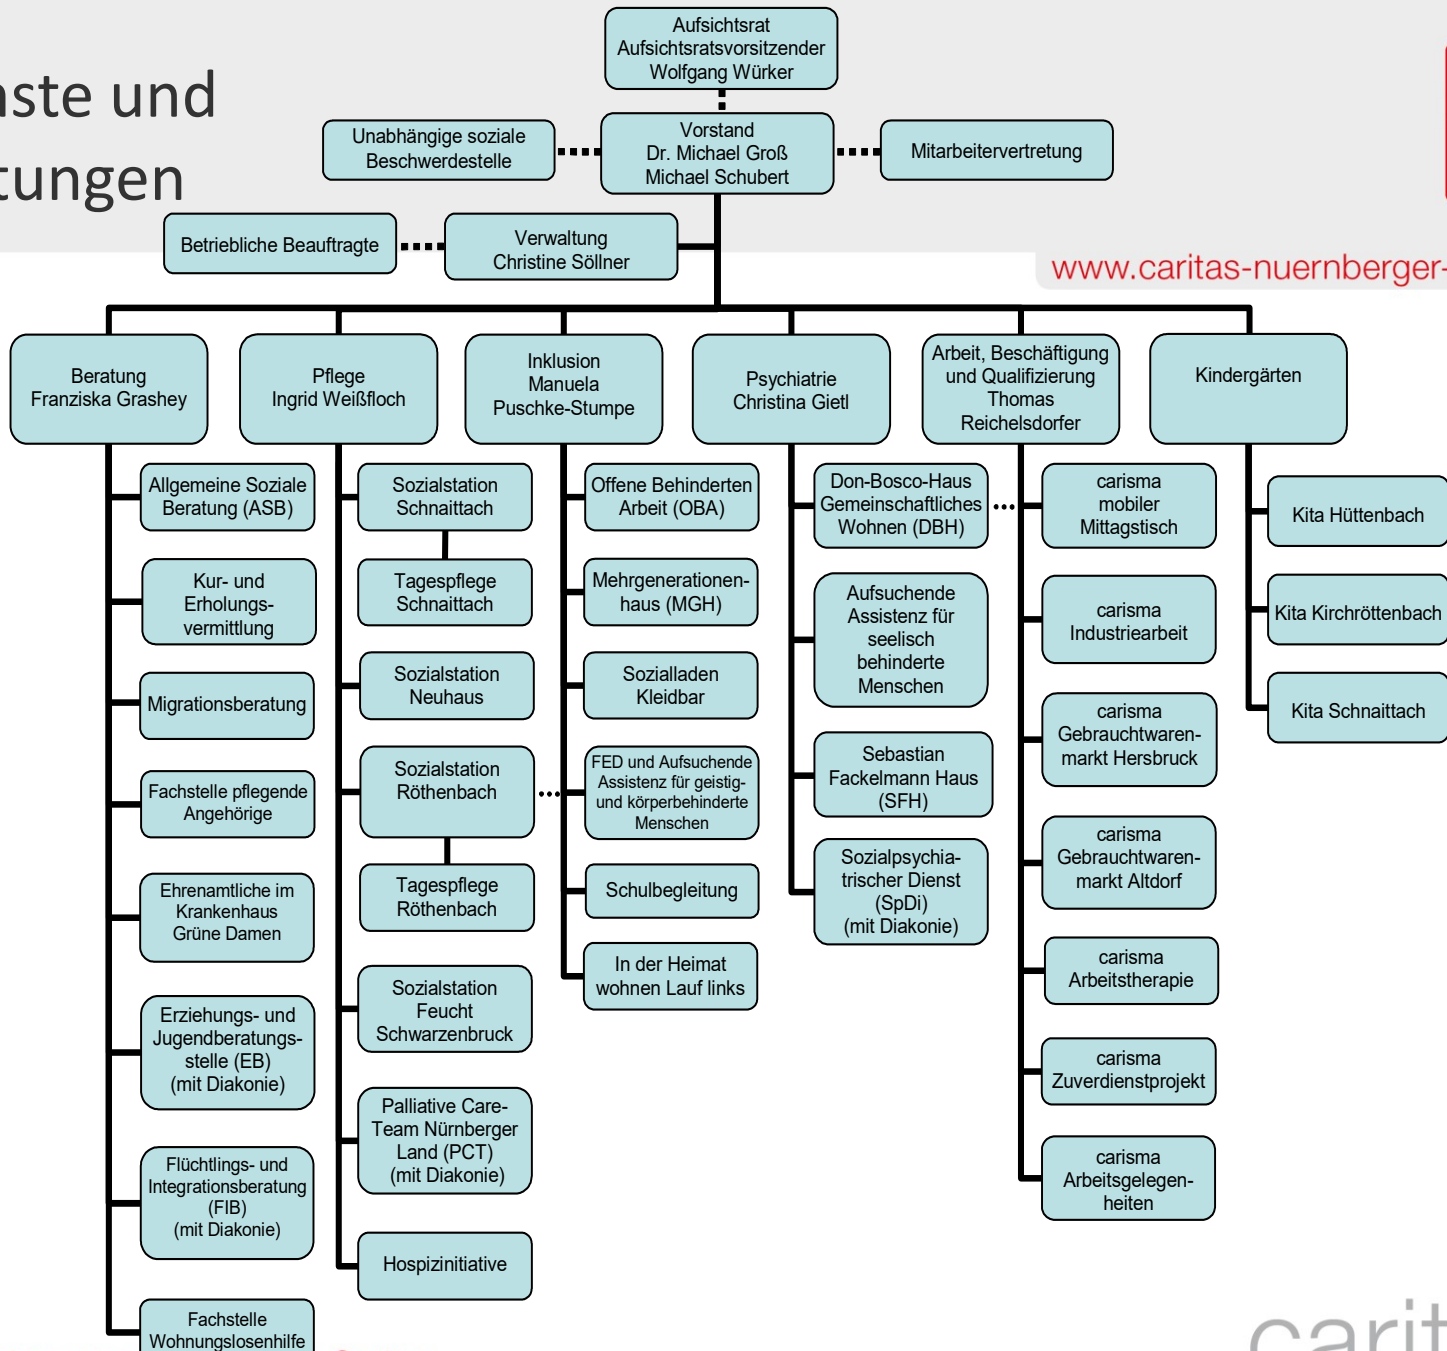 nste und
tungen
Aufsichtsrat
Aufsichtsratsvorsitzender
Wolfgang Würker
Unabhängige soziale
Beschwerdestelle
Vorstand
Dr. Michael Groß
Michael Schubert
Mitarbeitervertretung
Betriebliche Beauftragte
Verwaltung
Christine Söllner
www.caritas-nuernberger-
Beratung
Franziska Grashey
Pflege
Ingrid Weißfloch
Inklusion
Manuela
Puschke-Stumpe
Psychiatrie
Christina Gietl
Arbeit, Beschäftigung
und Qualifizierung
Thomas
Reichelsdorfer
Kindergärten
Allgemeine Soziale
Beratung (ASB)
Kur- und
Erholungs-
vermittlung
Migrationsberatung
Fachstelle pflegende
Angehörige
Ehrenamtliche im
Krankenhaus
Grüne Damen
Erziehungs- und
Jugendberatungs-
stelle (EB)
(mit Diakonie)
Flüchtlings- und
Integrationsberatung
(FIB)
(mit Diakonie)
Fachstelle
Wohnungslosenhilfe
Sozialstation
Schnaittach
Tagespflege
Schnaittach
Sozialstation
Neuhaus
Sozialstation
Röthenbach
Tagespflege
Röthenbach
Sozialstation
Feucht
Schwarzenbruck
Palliative Care-
Team Nürnberger
Land (PCT)
(mit Diakonie)
Hospizinitiative
Offene Behinderten
Arbeit (OBA)
Mehrgenerationen-
haus (MGH)
Sozialladen
Kleidbar
FED und Aufsuchende
Assistenz für geistig-
und körperbehinderte
Menschen
Schulbegleitung
In der Heimat
wohnen Lauf links
Don-Bosco-Haus
Gemeinschaftliches
Wohnen (DBH)
Aufsuchende
Assistenz für
seelisch
behinderte
Menschen
Sebastian
Fackelmann Haus
(SFH)
Sozialpsychia-
trischer Dienst
(SpDi)
(mit Diakonie)
carisma
mobiler
Mittagstisch
carisma
Industriearbeit
carisma
Gebrauchtwaren-
markt Hersbruck
carisma
Gebrauchtwaren-
markt Altdorf
carisma
Arbeitstherapie
carisma
Zuverdienstprojekt
carisma
Arbeitsgelegen-
heiten
Kita Hüttenbach
Kita Kirchröttenbach
Kita Schnaittach
carit